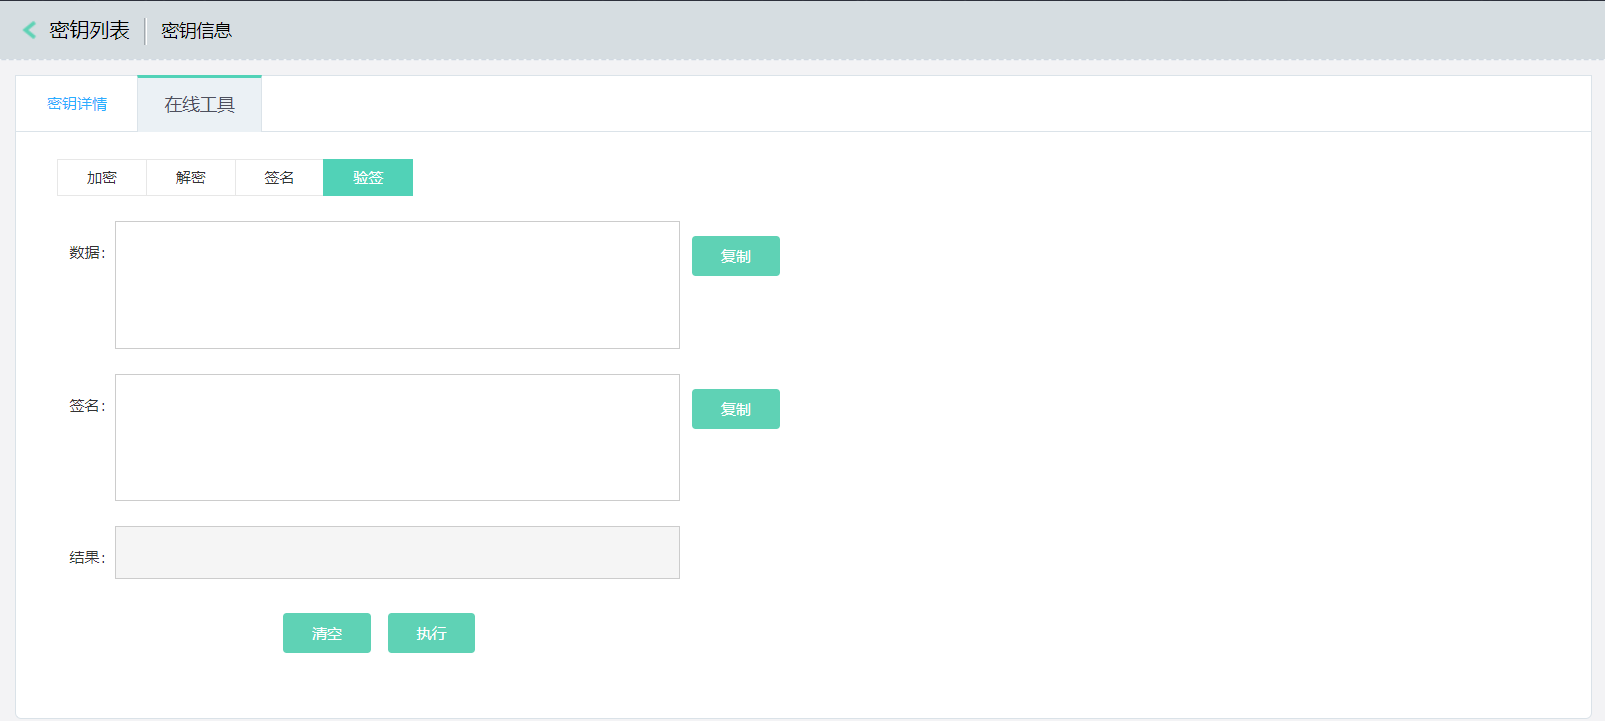 密钥列表 密钥信息
密钥详情 在线工具
加密 解密 签名 验签
数据： 复制
签名： 复制
结果：
清空 执行